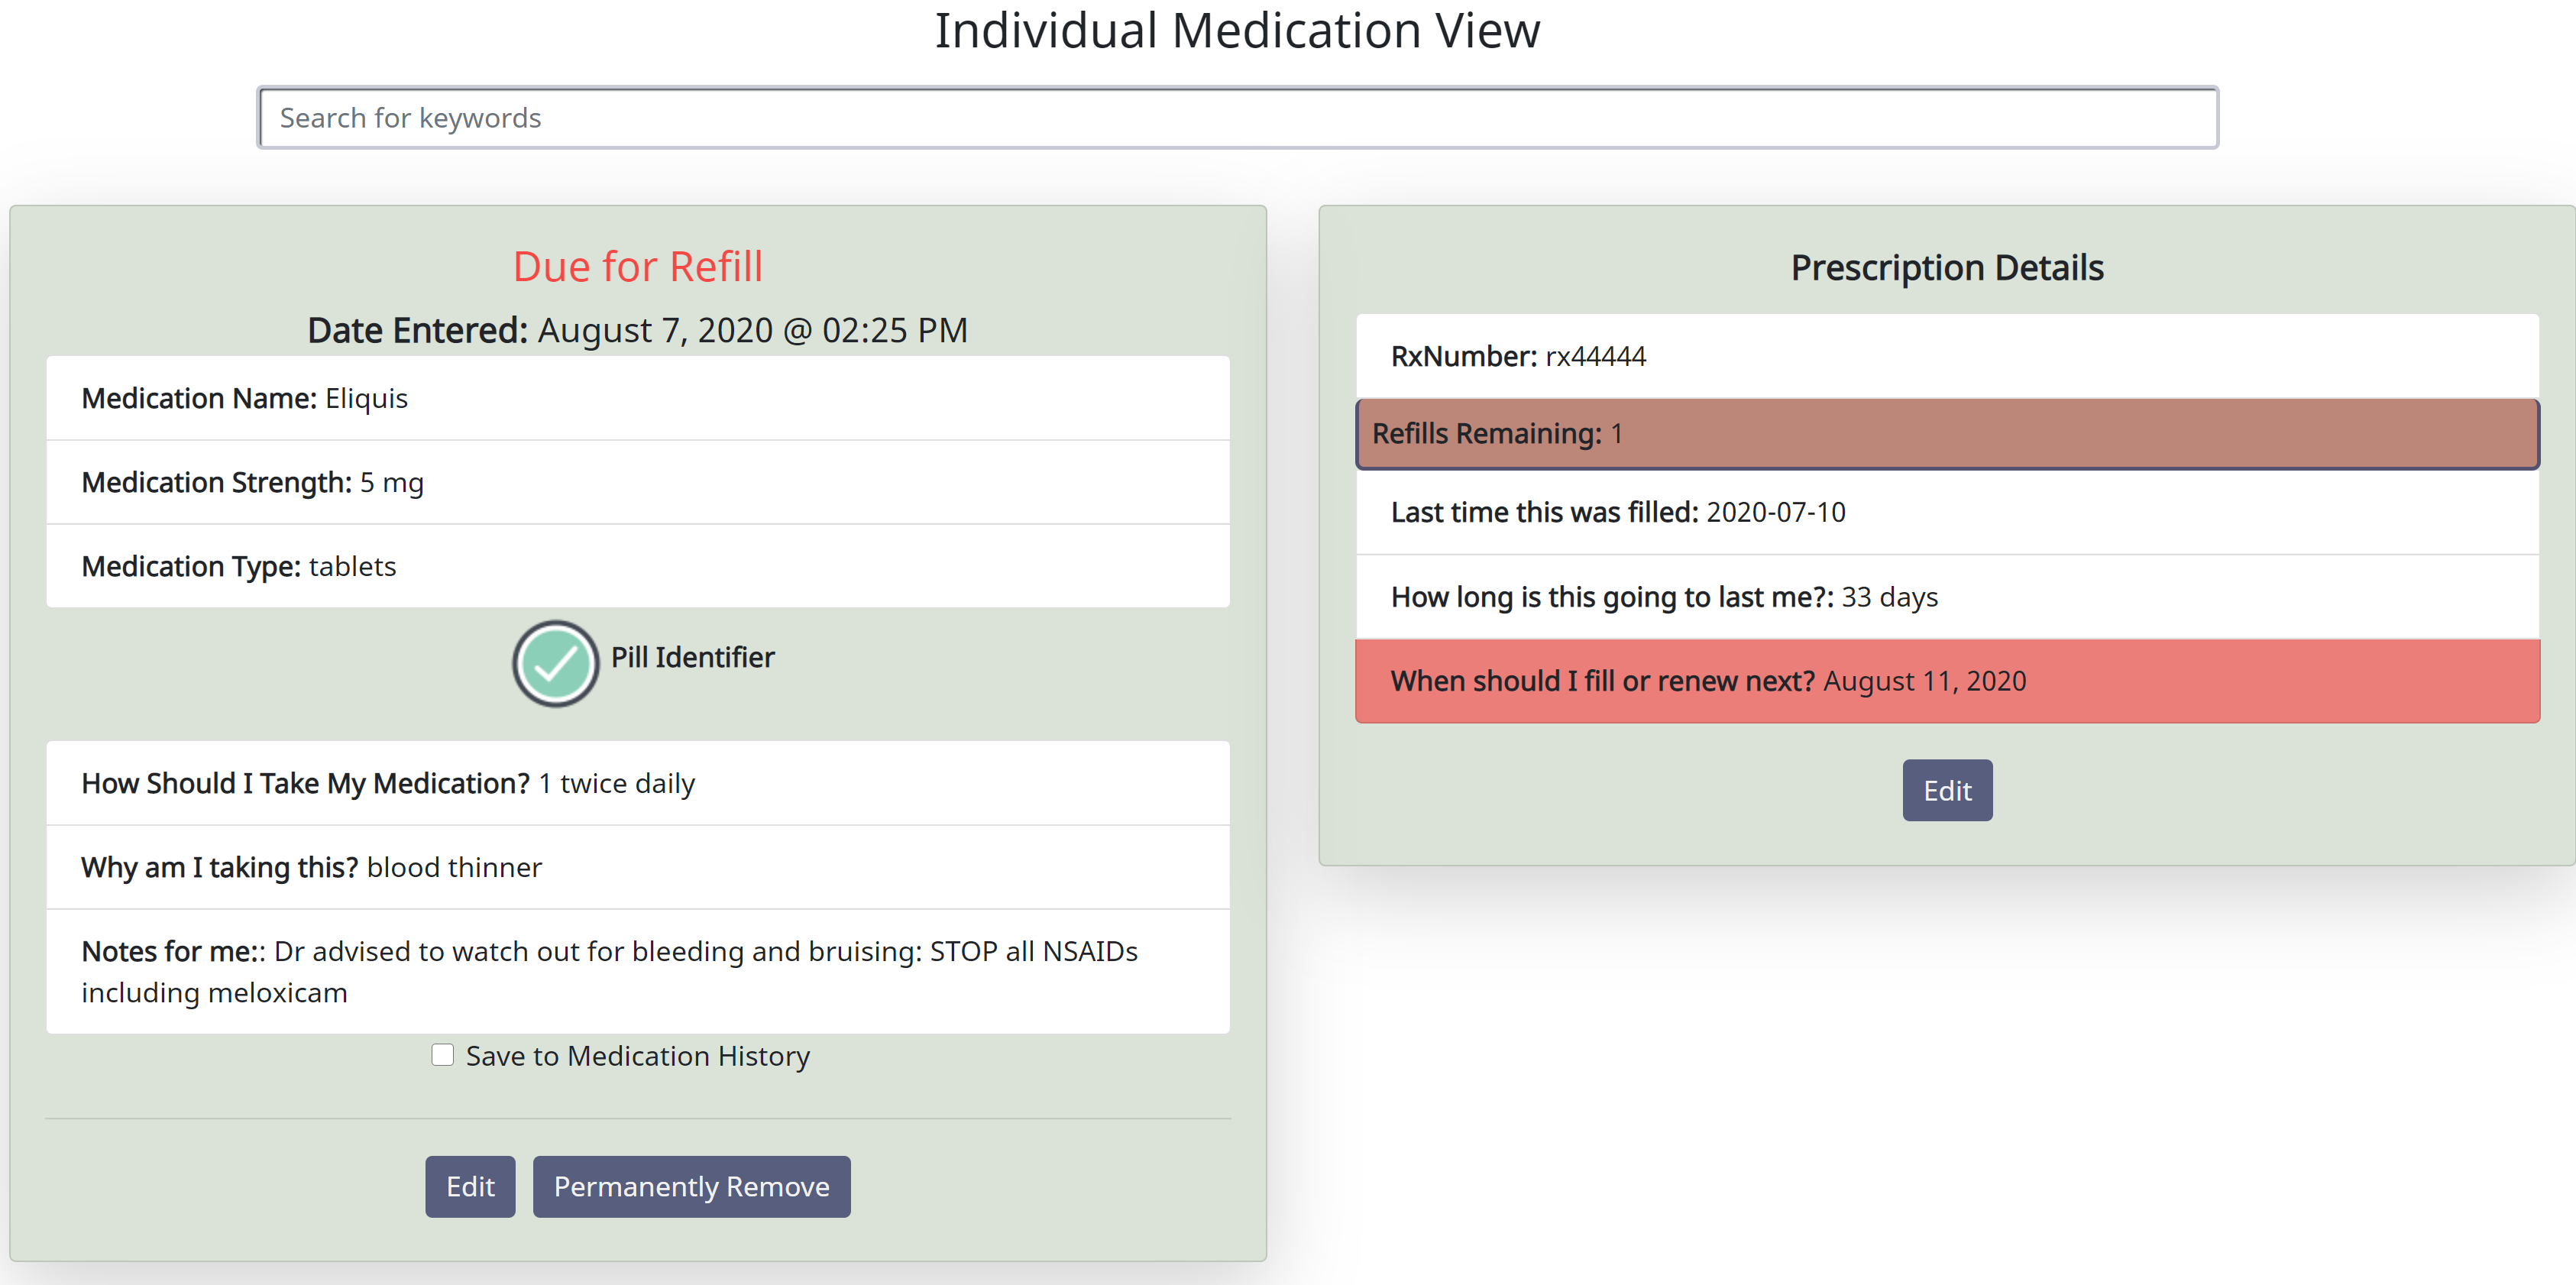 Individual Medication View
Search for keywords
Due for Refill
Date Entered: August 7, 2020 @ 02:25 PM
Medication Name: Eliquis
Medication Strength: 5 mg
Medication Type: tablets
Pill Identifier
How Should I Take My Medication? 1 twice daily
Why am I taking this? blood thinner
Notes for me:: Dr advised to watch out for bleeding and bruising: STOP all NSAIDs
including meloxicam
Save to Medication History
Edit
Permanently Remove
Prescription Details
RxNumber: rx44444
Refills Remaining: 1
Last time this was filled: 2020-07-10
How long is this going to last me?: 33 days
When should I fill or renew next? August 11, 2020
Edit